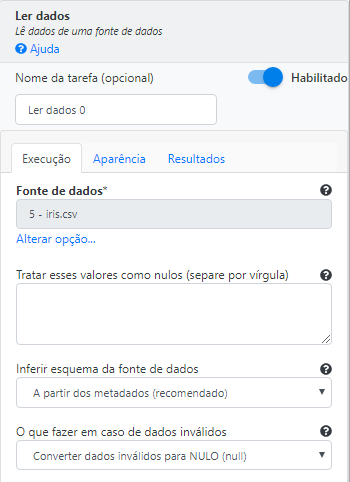 Ler dados
Lê dados de uma fonte de dados
? Ajuda
Nome da tarefa (opcional)
Habilitado
Ler dados 0
Execução
Aparência
Resultados
Fonte de dados* ?
5 - iris.csv
Alterar opção...
Tratar esses valores como nulos (separe por vírgula) ?
Inferir esquema da fonte de dados ?
A partir dos metadados (recomendado)
O que fazer em caso de dados inválidos ?
Converter dados inválidos para NULO (null)